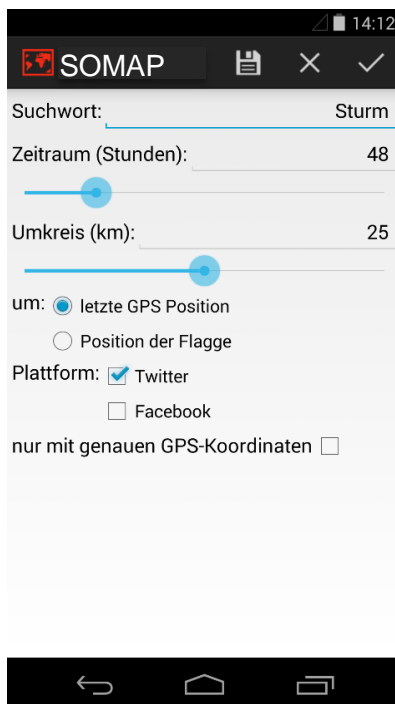 14:12
SOMAP
Suchwort: Sturm
Zeitraum (Stunden): 48
Umkreis (km): 25
um: letzte GPS Position
Position der Flagge
Plattform: Twitter
Facebook
nur mit genauen GPS-Koordinaten